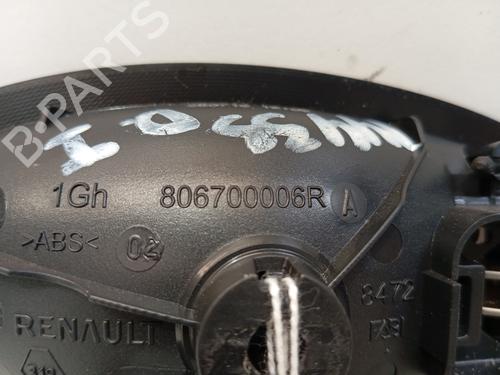 B-PARTS
1Gh 806700006R A
>ABS< 02
8472
RENAULT